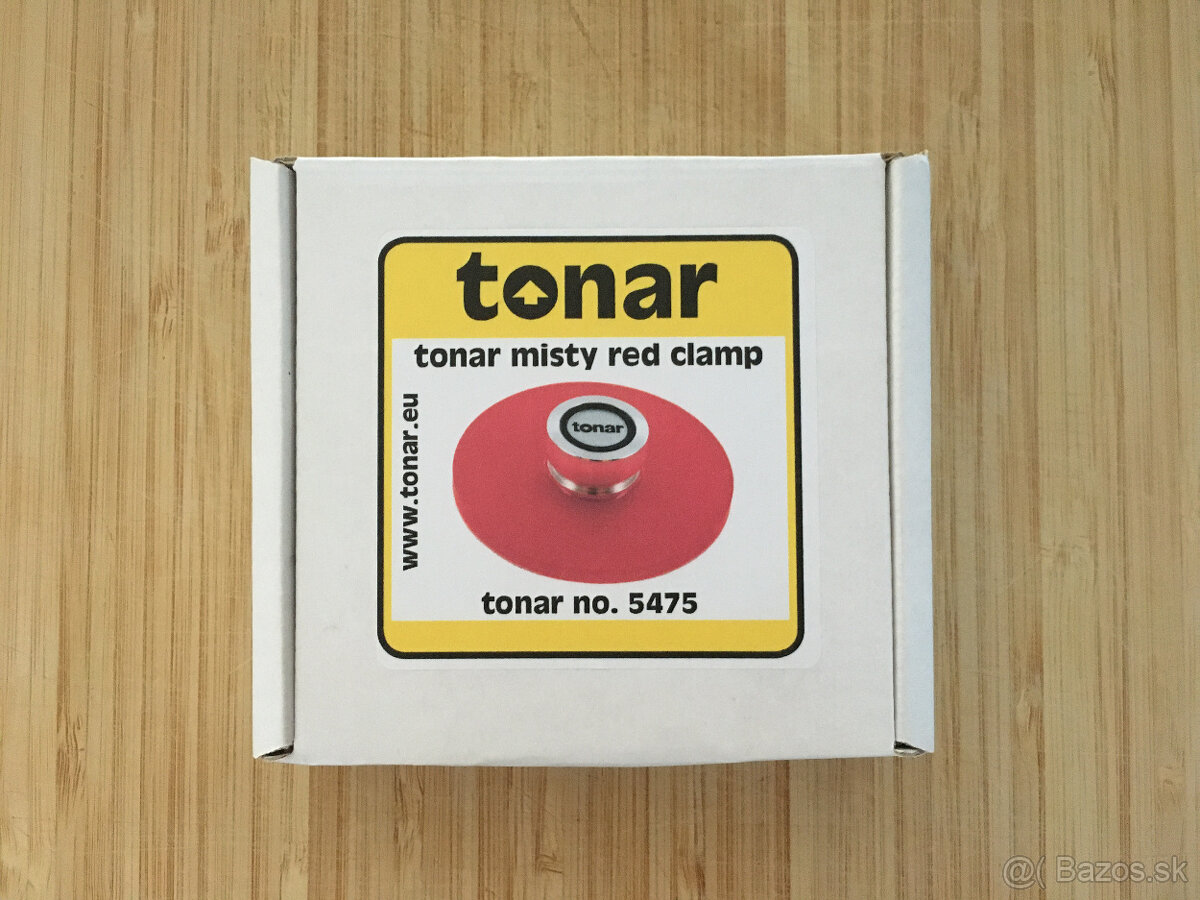 tonar
tonar misty red clamp
www.tonar.eu
tonar
tonar no. 5475
@( Bazos.sk